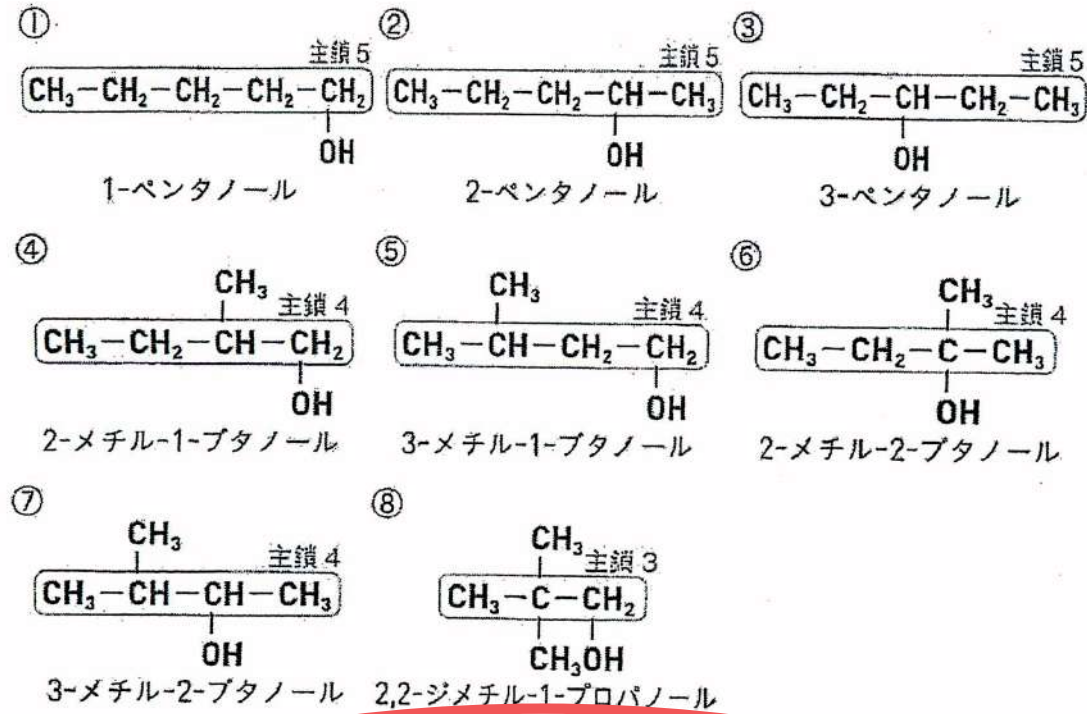 ① ② ③
主鎖5 主鎖5 主鎖5
CH₃-CH₂-CH₂-CH₂-CH₂ CH₃-CH₂-CH₂-CH-CH₃ CH₃-CH₂-CH-CH₂-CH₃
OH OH OH
1-ペンタノール 2-ペンタノール 3-ペンタノール
④ ⑤ ⑥
CH₃ CH₃ CH₃
主鎖4 主鎖4 主鎖4
CH₃-CH₂-CH-CH₂ CH₃-CH-CH₂-CH₂ CH₃-CH₂-C-CH₃
OH OH OH
2-メチル-1-ブタノール 3-メチル-1-ブタノール 2-メチル-2-ブタノール
⑦ ⑧
CH₃ CH₃
主鎖4 主鎖3
CH₃-CH-CH-CH₃ CH₃-C-CH₂
OH CH₃OH
3-メチル-2-ブタノール 2,2-ジメチル-1-プロパノール